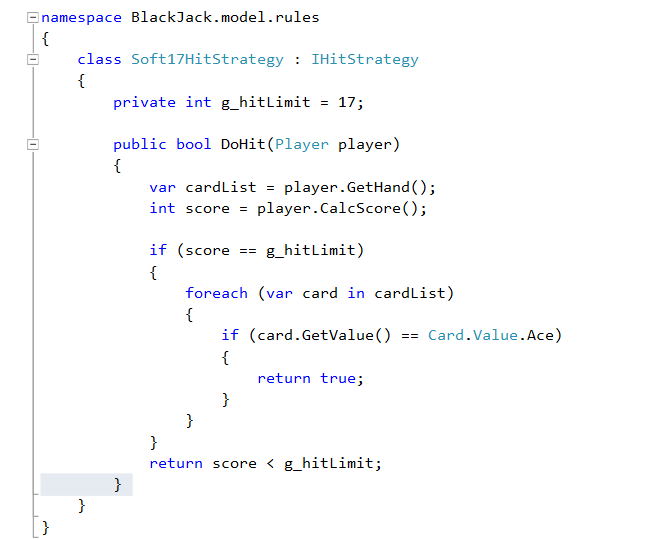 namespace BlackJack.model.rules
{
    class Soft17HitStrategy : IHitStrategy
    {
        private int g_hitLimit = 17;

        public bool DoHit(Player player)
        {
            var cardList = player.GetHand();
            int score = player.CalcScore();

            if (score == g_hitLimit)
            {
                foreach (var card in cardList)
                {
                    if (card.GetValue() == Card.Value.Ace)
                    {
                        return true;
                    }
                }
            }
            return score < g_hitLimit;
        }
    }
}